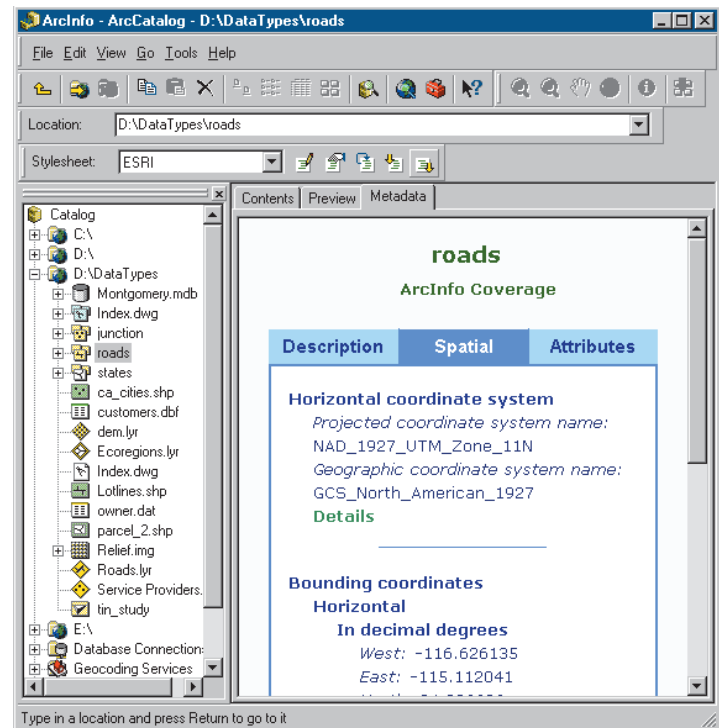 ArcInfo - ArcCatalog - D:\DataTypes\roads
File Edit View Go Tools Help
Location: D:\DataTypes\roads
Stylesheet: ESRI
Catalog
C:\
D:\
D:\DataTypes
Montgomery.mdb
Index.dwg
junction
roads
states
ca_cities.shp
customers.dbf
dem.lyr
Ecoregions.lyr
Index.dwg
Lotlines.shp
owner.dat
parcel_2.shp
Relief.img
Roads.lyr
Service Providers.
tin_study
E:\
Database Connection
Geocoding Services
Contents Preview Metadata
roads
ArcInfo Coverage
Description Spatial Attributes
Horizontal coordinate system
Projected coordinate system name:
NAD_1927_UTM_Zone_11N
Geographic coordinate system name:
GCS_North_American_1927
Details
Bounding coordinates
Horizontal
In decimal degrees
West: -116.626135
East: -115.112041
Type in a location and press Return to go to it